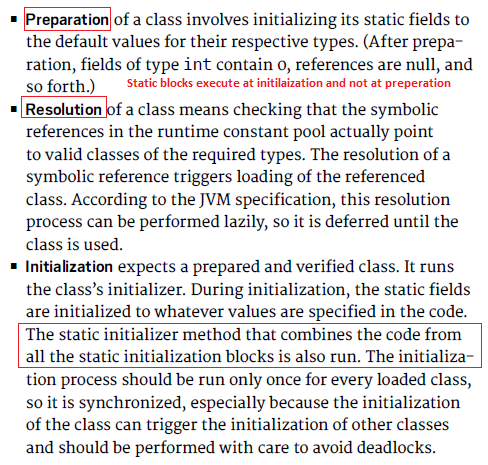 ▪ Preparation of a class involves initializing its static fields to
the default values for their respective types. (After prepa-
ration, fields of type int contain 0, references are null, and
so forth.) Static blocks execute at initilaization and not at preperation
▪ Resolution of a class means checking that the symbolic
references in the runtime constant pool actually point
to valid classes of the required types. The resolution of a
symbolic reference triggers loading of the referenced
class. According to the JVM specification, this resolution
process can be performed lazily, so it is deferred until the
class is used.
▪ Initialization expects a prepared and verified class. It runs
the class's initializer. During initialization, the static fields
are initialized to whatever values are specified in the code.
The static initializer method that combines the code from
all the static initialization blocks is also run. The initializa-
tion process should be run only once for every loaded class,
so it is synchronized, especially because the initialization
of the class can trigger the initialization of other classes
and should be performed with care to avoid deadlocks.